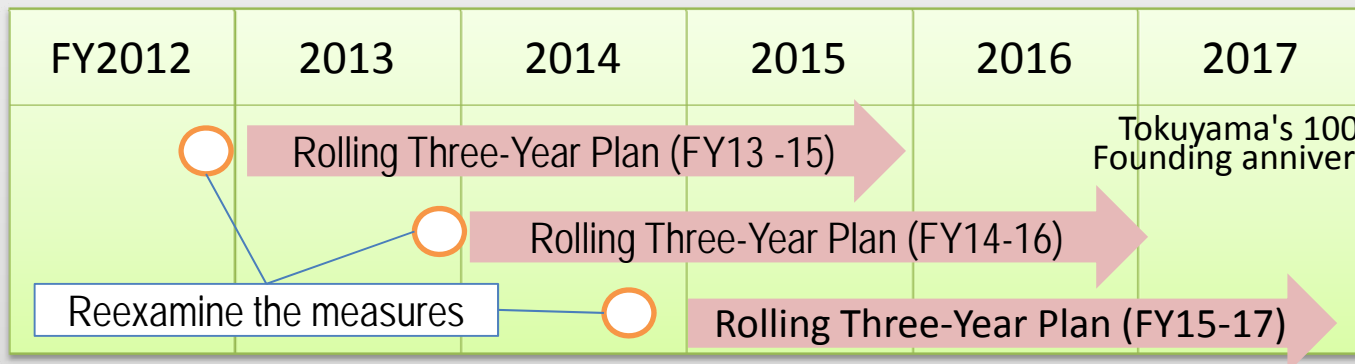 FY2012 2013 2014 2015 2016 2017
Rolling Three-Year Plan (FY13 -15)
Tokuyama's 100
Founding anniver
Rolling Three-Year Plan (FY14-16)
Reexamine the measures
Rolling Three-Year Plan (FY15-17)